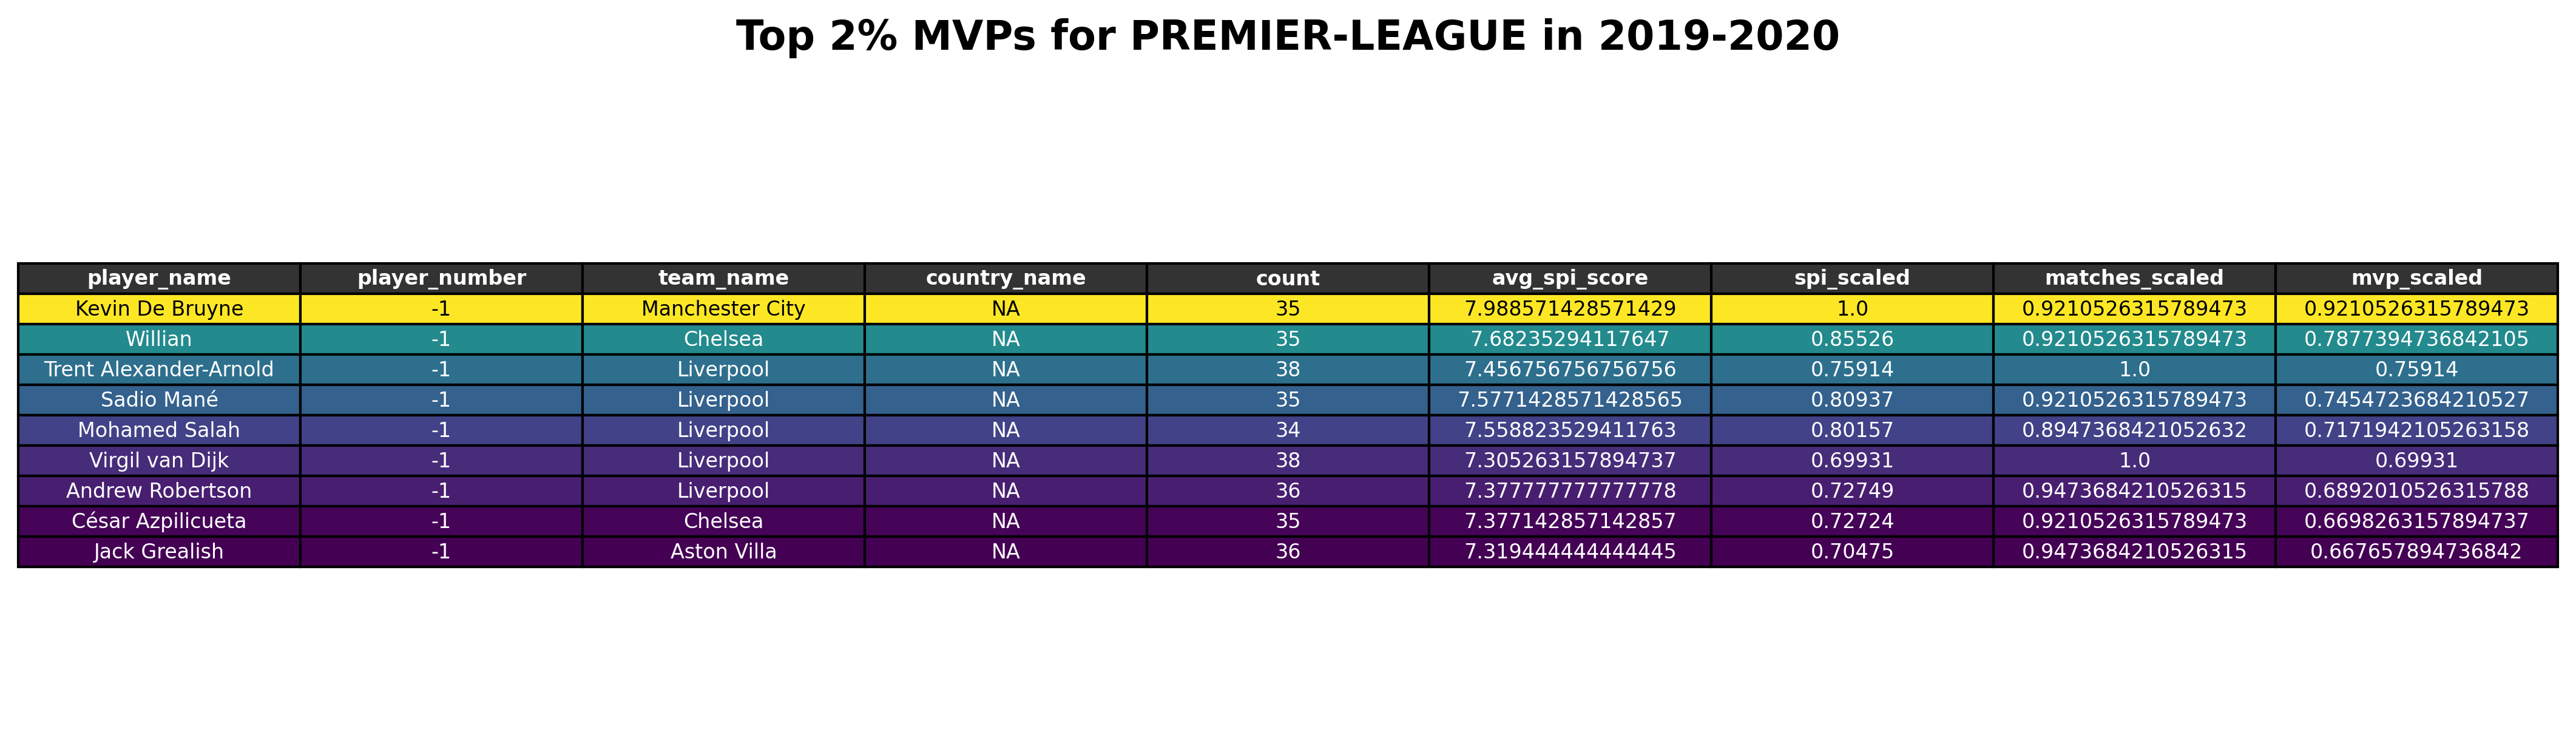 Top 2% MVPs for PREMIER-LEAGUE in 2019-2020
player_name player_number team_name country_name count avg_spi_score spi_scaled matches_scaled mvp_scaled
Kevin De Bruyne -1 Manchester City NA 35 7.988571428571429 1.0 0.9210526315789473 0.9210526315789473
Willian -1 Chelsea NA 35 7.68235294117647 0.85526 0.9210526315789473 0.7877394736842105
Trent Alexander-Arnold -1 Liverpool NA 38 7.456756756756756 0.75914 1.0 0.75914
Sadio Mané -1 Liverpool NA 35 7.5771428571428565 0.80937 0.9210526315789473 0.7454723684210527
Mohamed Salah -1 Liverpool NA 34 7.558823529411763 0.80157 0.8947368421052632 0.7171942105263158
Virgil van Dijk -1 Liverpool NA 38 7.305263157894737 0.69931 1.0 0.69931
Andrew Robertson -1 Liverpool NA 36 7.377777777777778 0.72749 0.9473684210526315 0.6892010526315788
César Azpilicueta -1 Chelsea NA 35 7.377142857142857 0.72724 0.9210526315789473 0.6698263157894737
Jack Grealish -1 Aston Villa NA 36 7.319444444444445 0.70475 0.9473684210526315 0.667657894736842